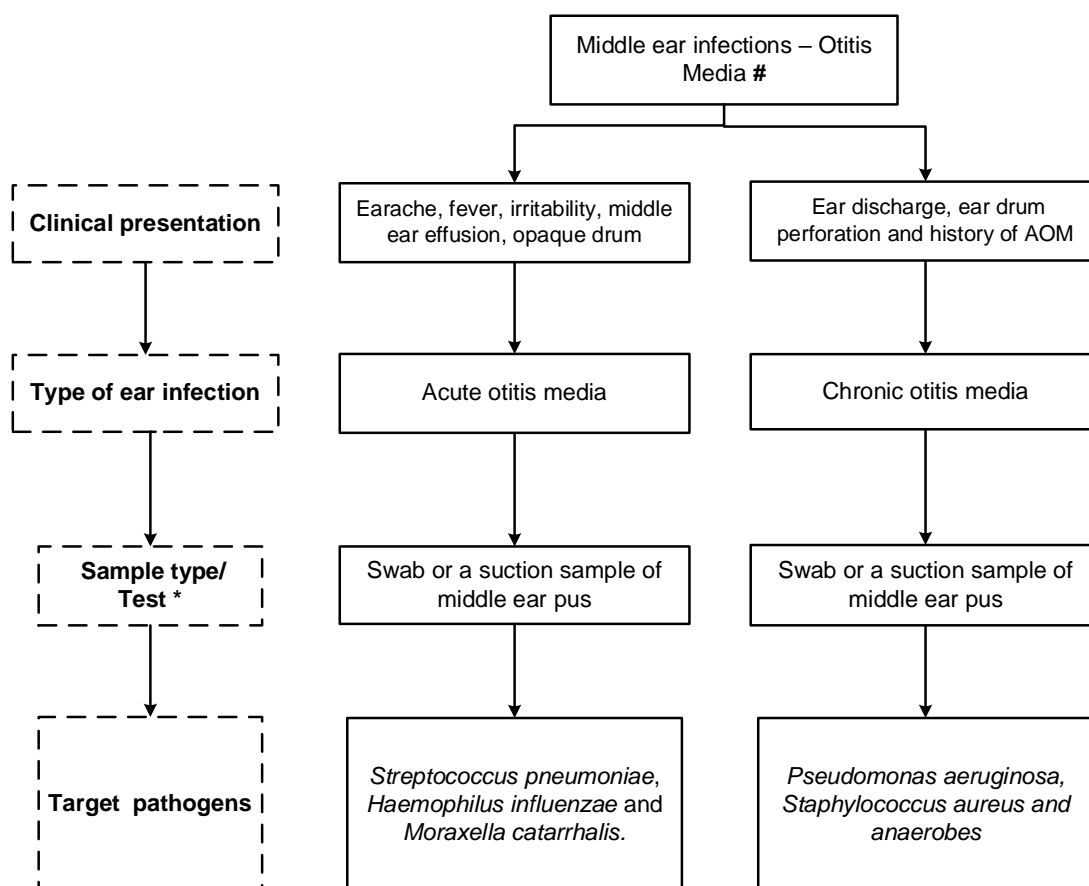 Middle ear infections – Otitis
Media #
Clinical presentation
Earache, fever, irritability, middle
ear effusion, opaque drum
Ear discharge, ear drum
perforation and history of AOM
Type of ear infection
Acute otitis media
Chronic otitis media
Sample type/
Test *
Swab or a suction sample of
middle ear pus
Swab or a suction sample of
middle ear pus
Target pathogens
Streptococcus pneumoniae,
Haemophilus influenzae and
Moraxella catarrhalis.
Pseudomonas aeruginosa,
Staphylococcus aureus and
anaerobes